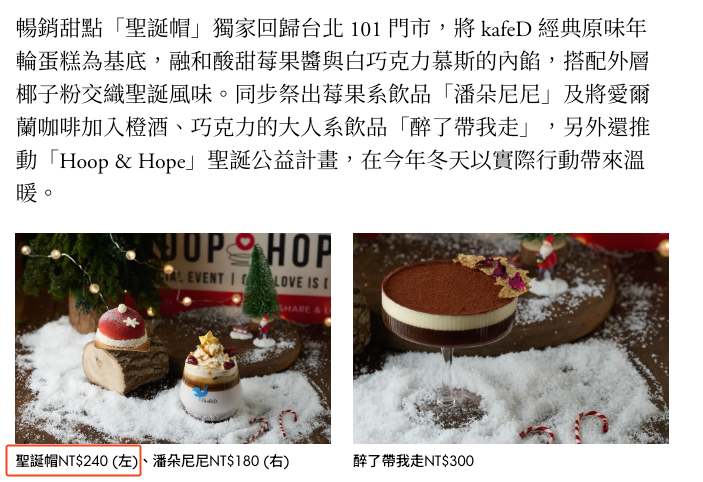 暢銷甜點「聖誕帽」獨家回歸台北 101 門市，將 kafeD 經典原味年
輪蛋糕為基底，融和酸甜莓果醬與白巧克力慕斯的內餡，搭配外層
椰子粉交織聖誕風味。同步祭出莓果系飲品「潘朵尼尼」及將愛爾
蘭咖啡加入橙酒、巧克力的大人系飲品「醉了帶我走」，另外還推
動「Hoop & Hope」聖誕公益計畫，在今年冬天以實際行動帶來溫
暖。
OOP HOP
IAL EVENT | LOVE IS
SHARE &
聖誕帽NT$240 (左)、潘朵尼尼NT$180 (右)
醉了帶我走NT$300